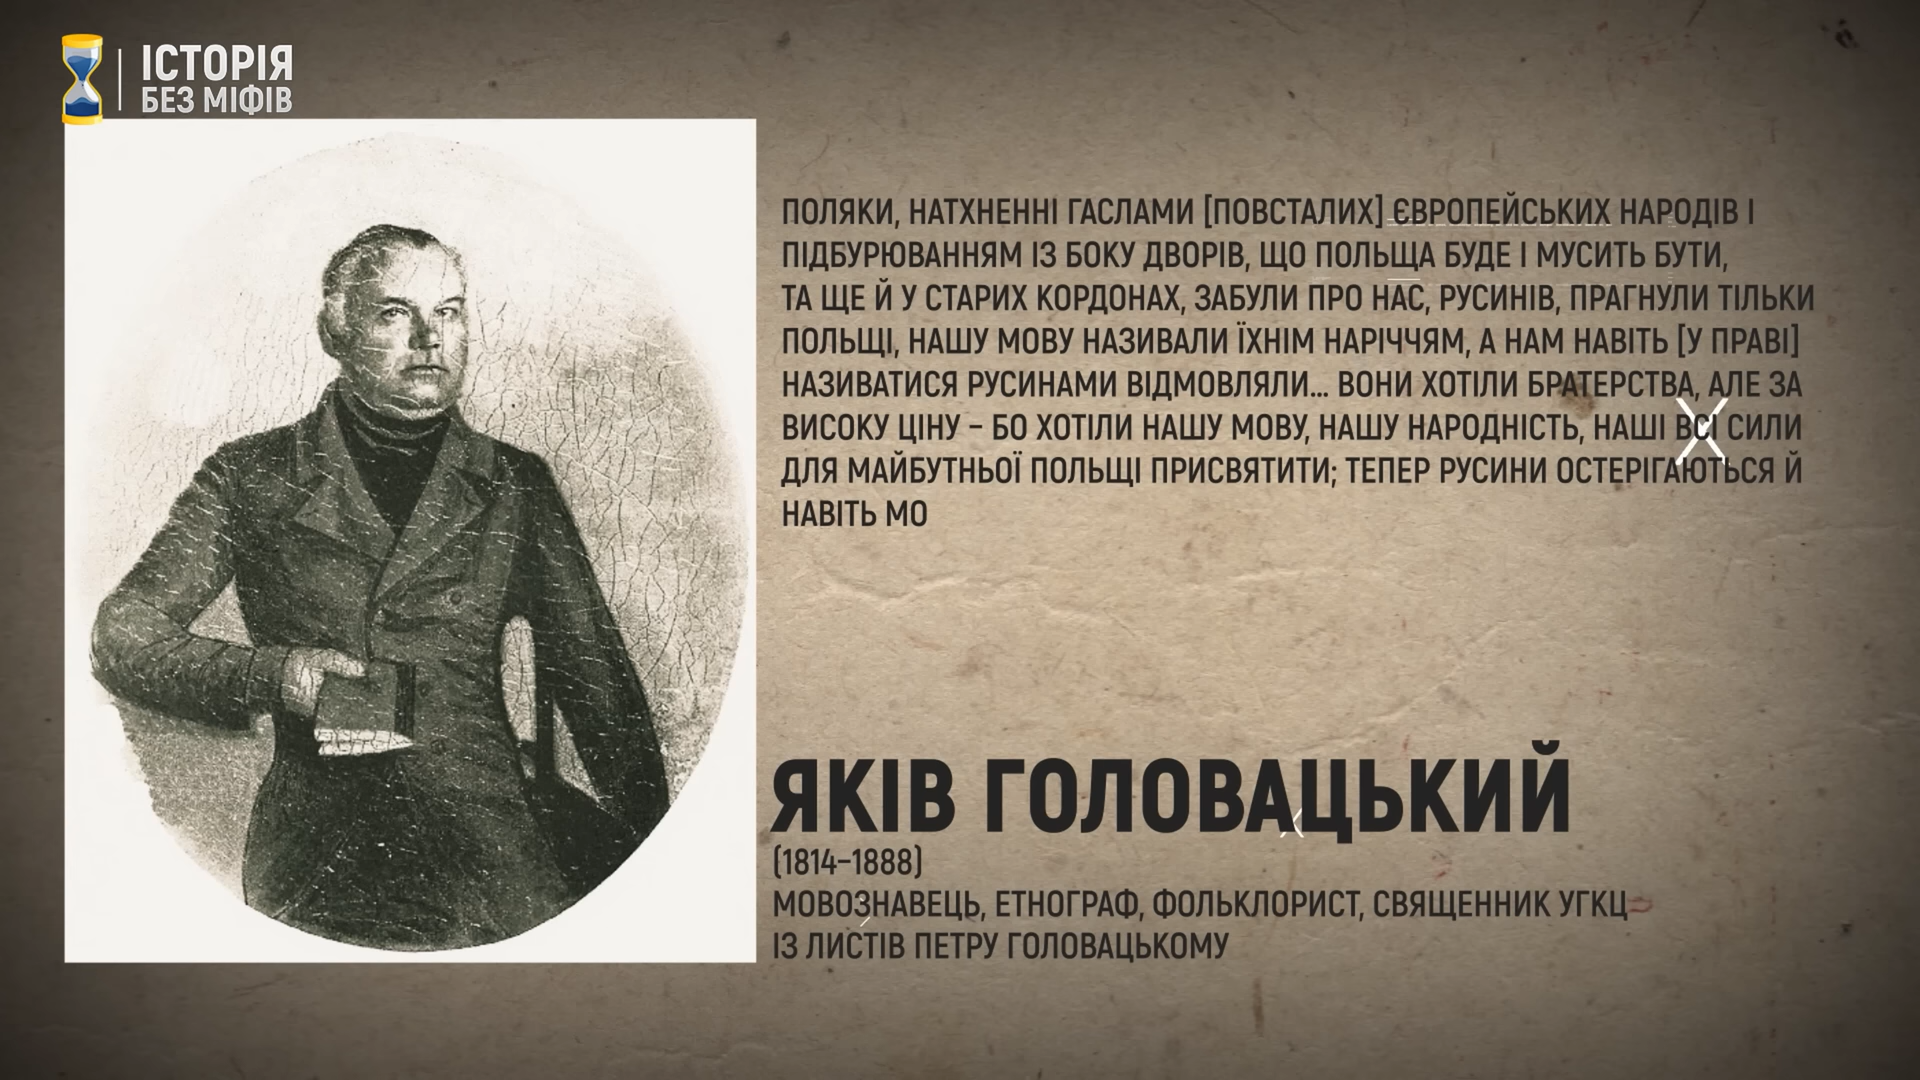 ІСТОРІЯ
БЕЗ МІФІВ
ПОЛЯКИ, НАТХНЕННІ ГАСЛАМИ [ПОВСТАЛИХ] ЄВРОПЕЙСЬКИХ НАРОДІВ І
ПІДБУРЮВАННЯМ ІЗ БОКУ ДВОРІВ, ЩО ПОЛЬЩА БУДЕ І МУСИТЬ БУТИ,
ТА ЩЕ Й У СТАРИХ КОРДОНАХ, ЗАБУЛИ ПРО НАС, РУСИНІВ, ПРАГНУЛИ ТІЛЬКИ
ПОЛЬЩІ, НАШУ МОВУ НАЗИВАЛИ ЇХНІМ НАРІЧЧЯМ, А НАМ НАВІТЬ [У ПРАВІ]
НАЗИВАТИСЯ РУСИНАМИ ВІДМОВЛЯЛИ... ВОНИ ХОТІЛИ БРАТЕРСТВА, АЛЕ ЗА
ВИСОКУ ЦІНУ – БО ХОТІЛИ НАШУ МОВУ, НАШУ НАРОДНІСТЬ, НАШІ ВСІ СИЛИ
ДЛЯ МАЙБУТНЬОЇ ПОЛЬЩІ ПРИСВЯТИТИ; ТЕПЕР РУСИНИ ОСТЕРІГАЮТЬСЯ Й
НАВІТЬ МО
ЯКІВ ГОЛОВАЦЬКИЙ
(1814–1888)
МОВОЗНАВЕЦЬ, ЕТНОГРАФ, ФОЛЬКЛОРИСТ, СВЯЩЕННИК УГКЦ
ІЗ ЛИСТІВ ПЕТРУ ГОЛОВАЦЬКОМУ